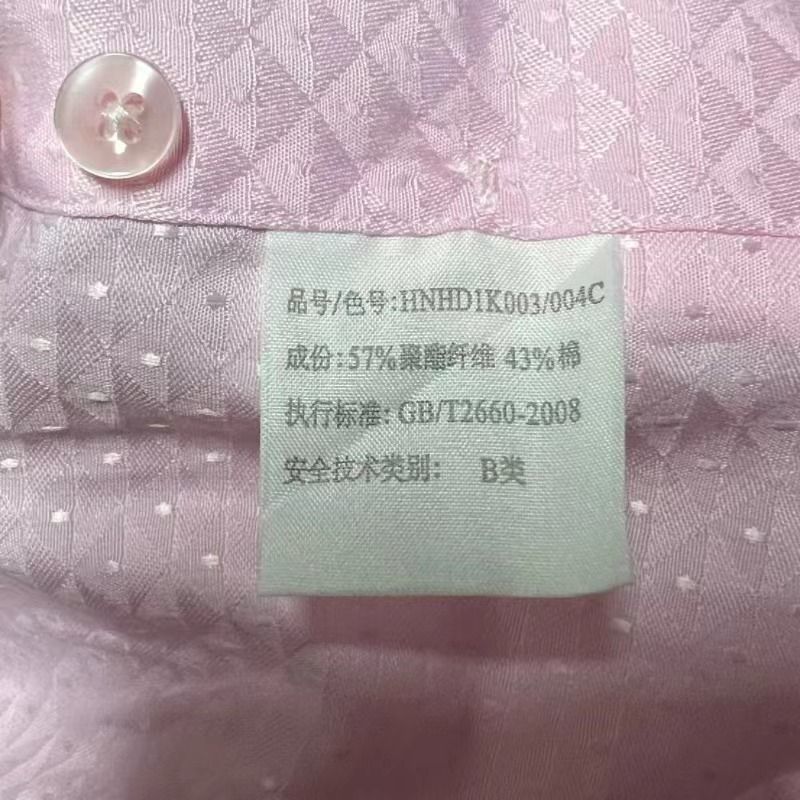 品号/色号:HNHD1K003/004C
成份:57%聚酯纤维 43%棉
执行标准: GB/T2660-2008
安全技术类别: B类